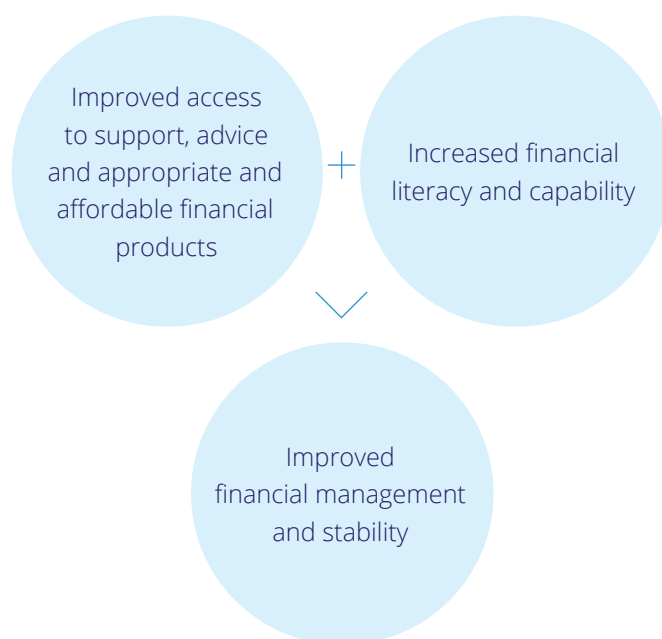 Improved access
to support, advice
and appropriate and
affordable financial
products
+
Increased financial
literacy and capability
Improved
financial management
and stability